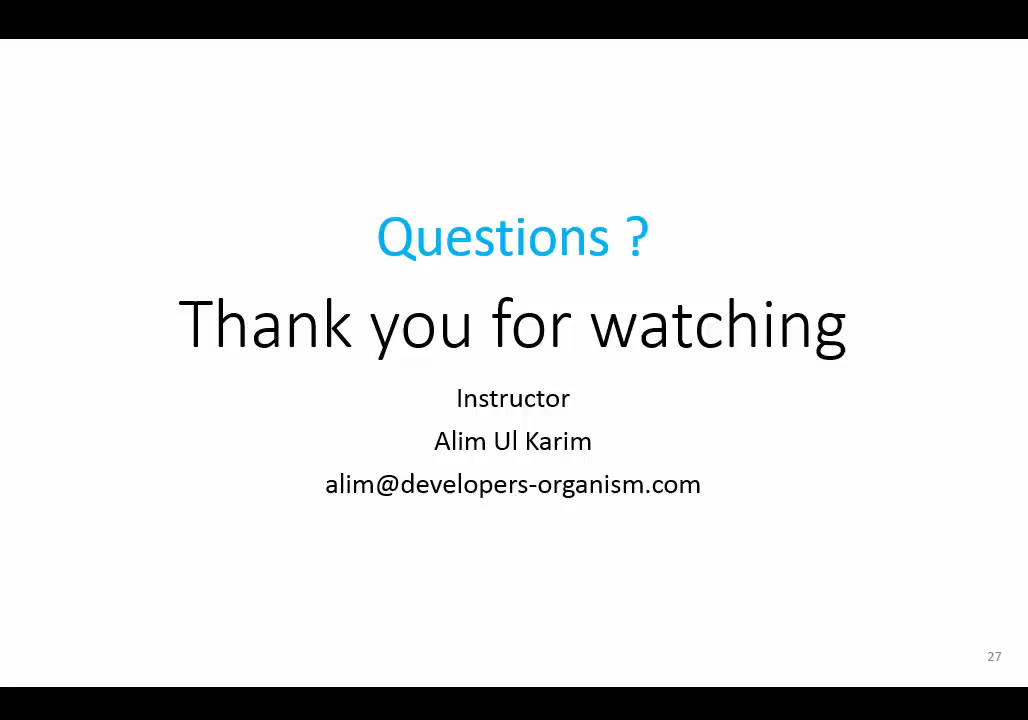 Questions ?
Thank you for watching
Instructor
Alim Ul Karim
alim@developers-organism.com
27